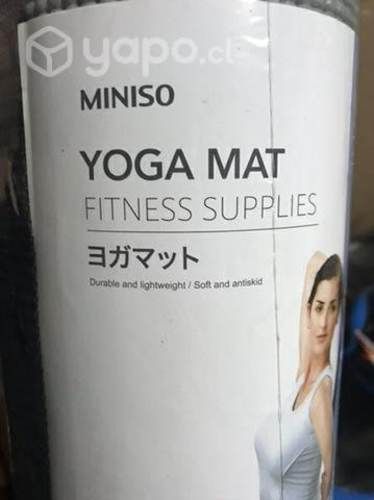 yapo.cl
MINISO
YOGA MAT
FITNESS SUPPLIES
ヨガマット
Durable and lightweight / Soft and antiskid